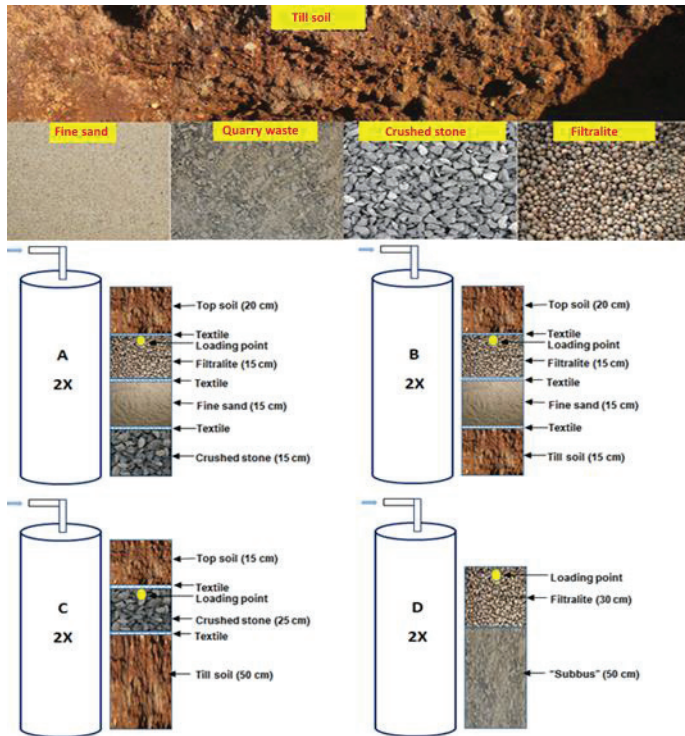 Till soil
Fine sand
Quarry waste
Crushed stone
Filtralite
A
2X
Top soil (20 cm)
Textile
Loading point
Filtralite (15 cm)
Textile
Fine sand (15 cm)
Textile
Crushed stone (15 cm)
B
2X
Top soil (20 cm)
Textile
Loading point
Filtralite (15 cm)
Textile
Fine sand (15 cm)
Textile
Till soil (15 cm)
C
2X
Top soil (15 cm)
Textile
Loading point
Crushed stone (25 cm)
Textile
Till soil (50 cm)
D
2X
Loading point
Filtralite (30 cm)
"Subbus" (50 cm)